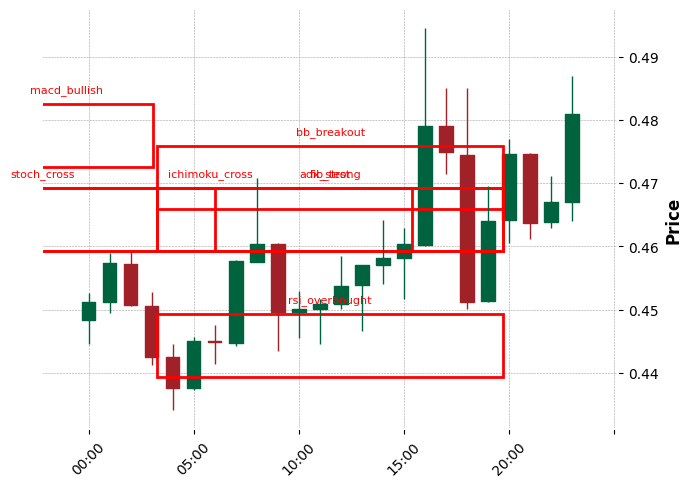 macd_bullish
bb_breakout
stoch_cross
ichimoku_cross
adx_strong
rsi_overbought
0.49
0.48
0.47
0.46
0.45
0.44
Price
00:00
05:00
10:00
15:00
20:00